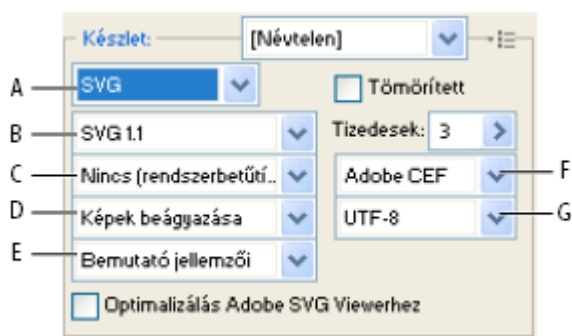 Készlet: [Névtelen]
A SVG Tömörített
B SVG 1.1 Tizedesek: 3
C Nincs (rendszerbetűtí.. Adobe CEF F
D Képek beágyazása UTF-8 G
E Bemutató jellemzői
Optimalizálás Adobe SVG Viewerhez